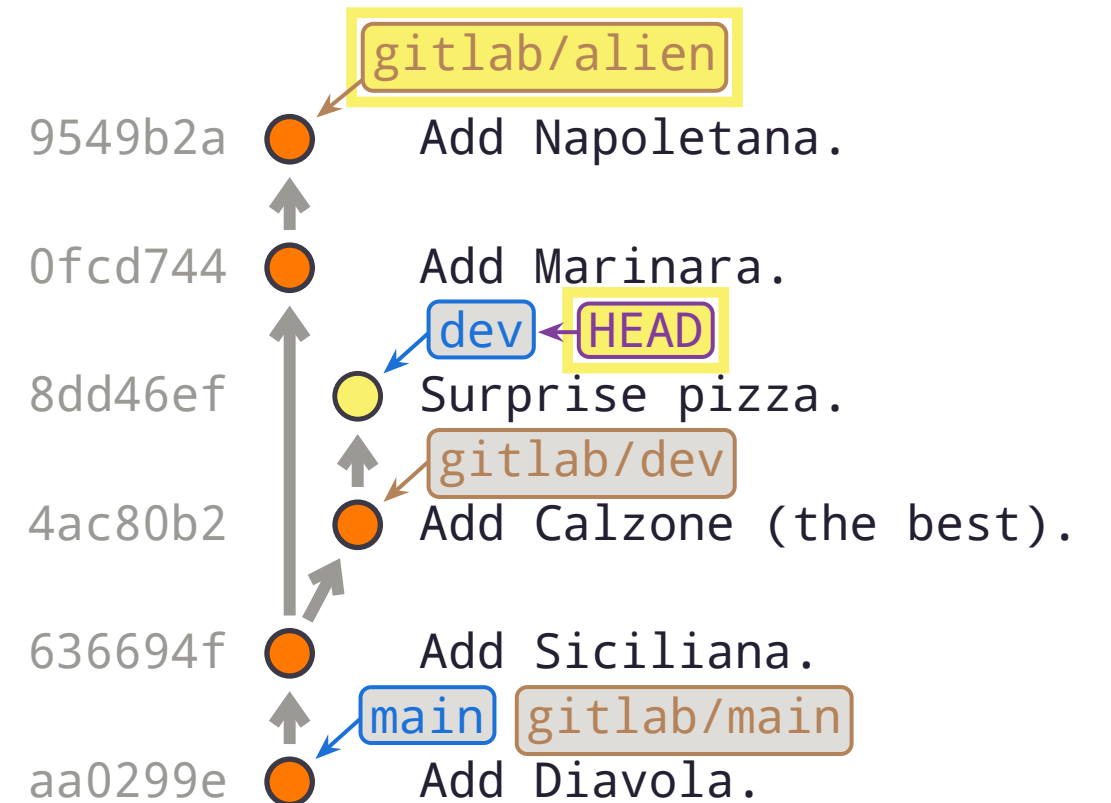 gitlab/alien
9549b2a Add Napoletana.
0fcd744 Add Marinara.
dev HEAD
8dd46ef Surprise pizza.
gitlab/dev
4ac80b2 Add Calzone (the best).
636694f Add Siciliana.
main gitlab/main
aa0299e Add Diavola.